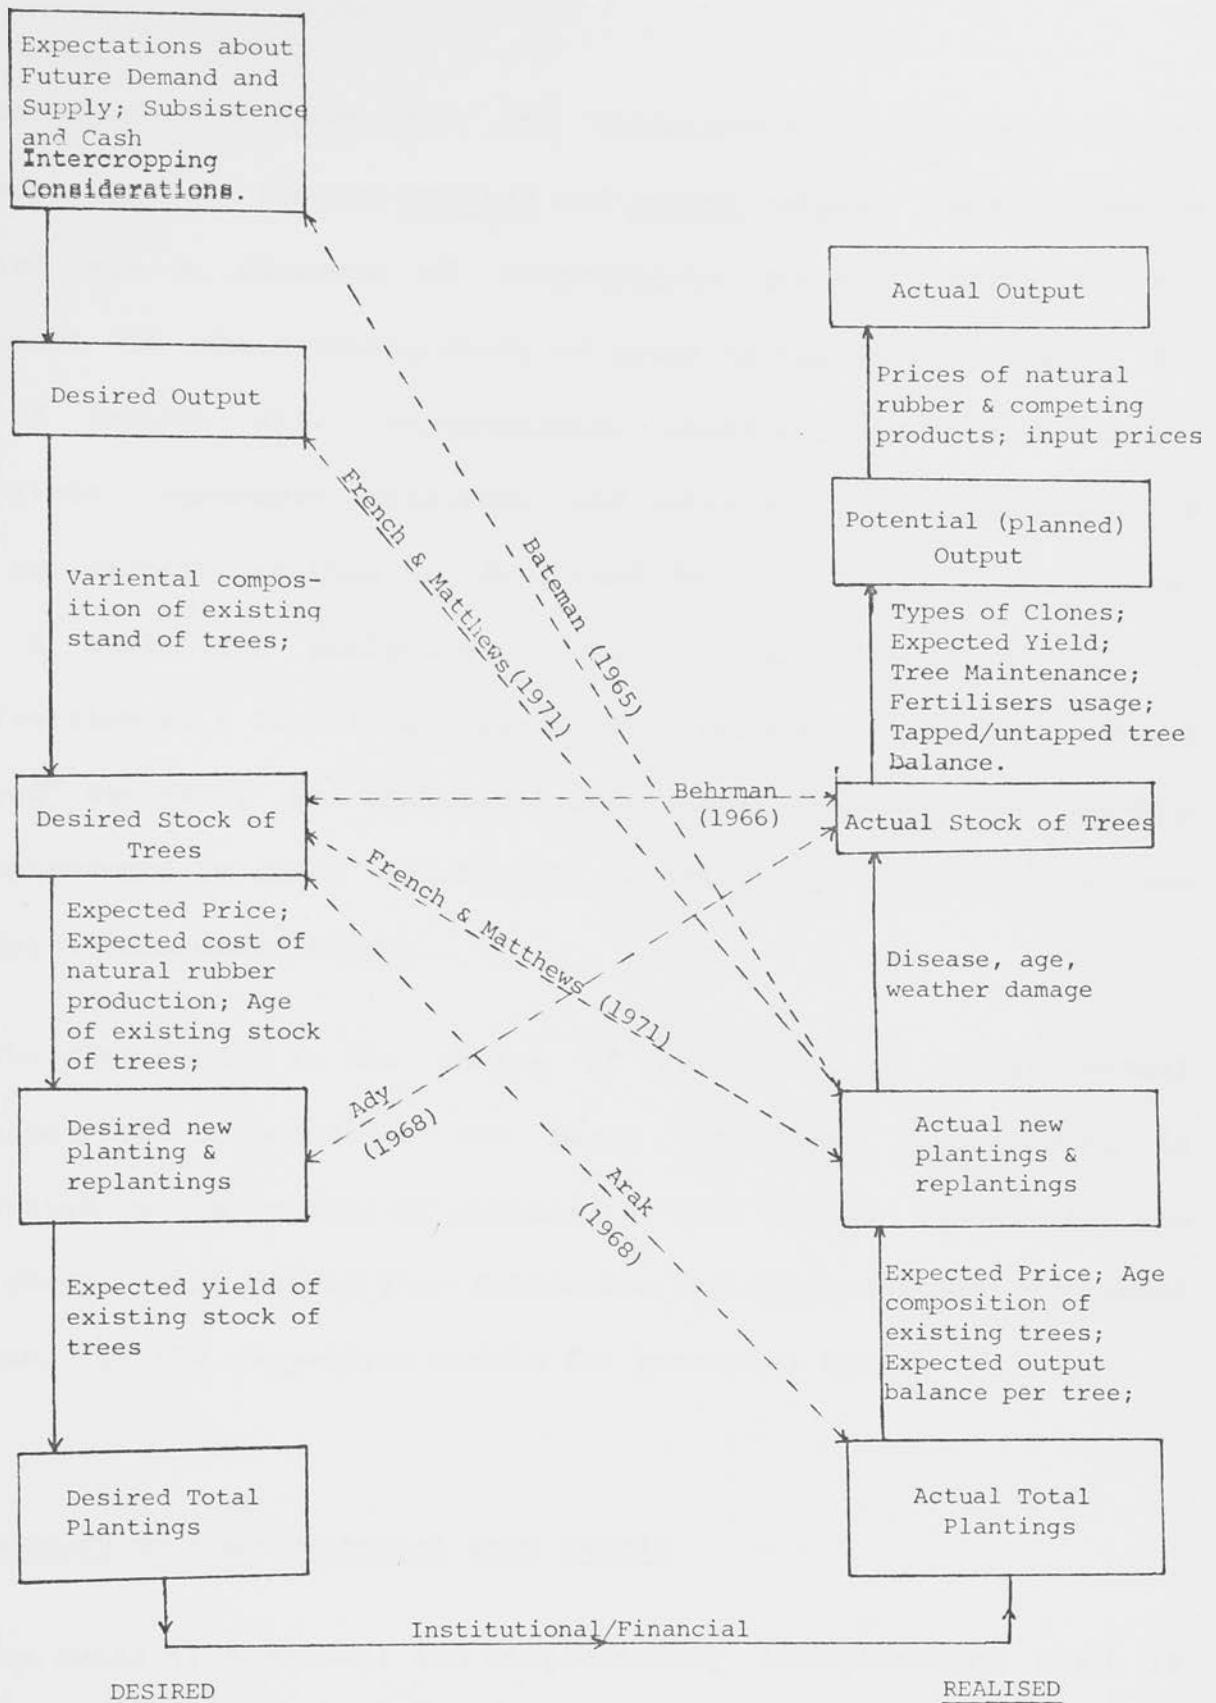 Expectations about
Future Demand and
Supply; Subsistence
and Cash
Intercropping
Considerations.
Desired Output
Variental compos-
ition of existing
stand of trees;
Desired Stock of
Trees
Expected Price;
Expected cost of
natural rubber
production; Age
of existing stock
of trees;
Desired new
planting &
replantings
Expected yield of
existing stock of
trees
Desired Total
Plantings
French & Matthews (1971)
Bateman (1965)
Behrman
(1966)
French & Matthews (1971)
Ady
(1968)
Arak
(1968)
Actual Output
Prices of natural
rubber & competing
products; input prices
Potential (planned)
Output
Types of Clones;
Expected Yield;
Tree Maintenance;
Fertilisers usage;
Tapped/untapped tree
balance.
Actual Stock of Trees
Disease, age,
weather damage
Actual new
plantings &
replantings
Expected Price; Age
composition of
existing trees;
Expected output
balance per tree;
Actual Total
Plantings
Institutional/Financial
DESIRED
REALISED